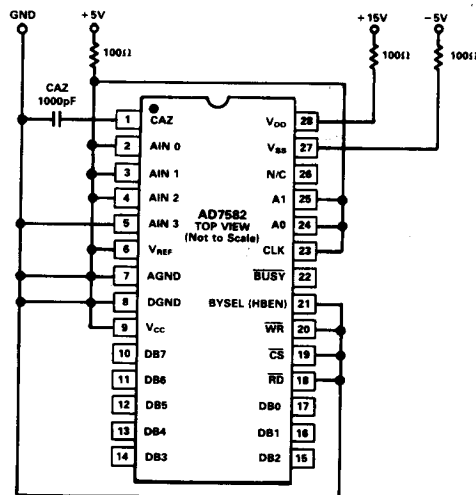 GND
+5V
+15V
−5V
100Ω
100Ω
100Ω
CAZ
1000pF
1 CAZ
2 AIN 0
3 AIN 1
4 AIN 2
5 AIN 3
6 VREF
7 AGND
8 DGND
9 VCC
10 DB7
11 DB6
12 DB5
13 DB4
14 DB3
AD7582
TOP VIEW
(Not to Scale)
VDD 28
VSS 27
N/C 26
A1 25
A0 24
CLK 23
BUSY 22
BYSEL (HBEN) 21
WR 20
CS 19
RD 18
DB0 17
DB1 16
DB2 15